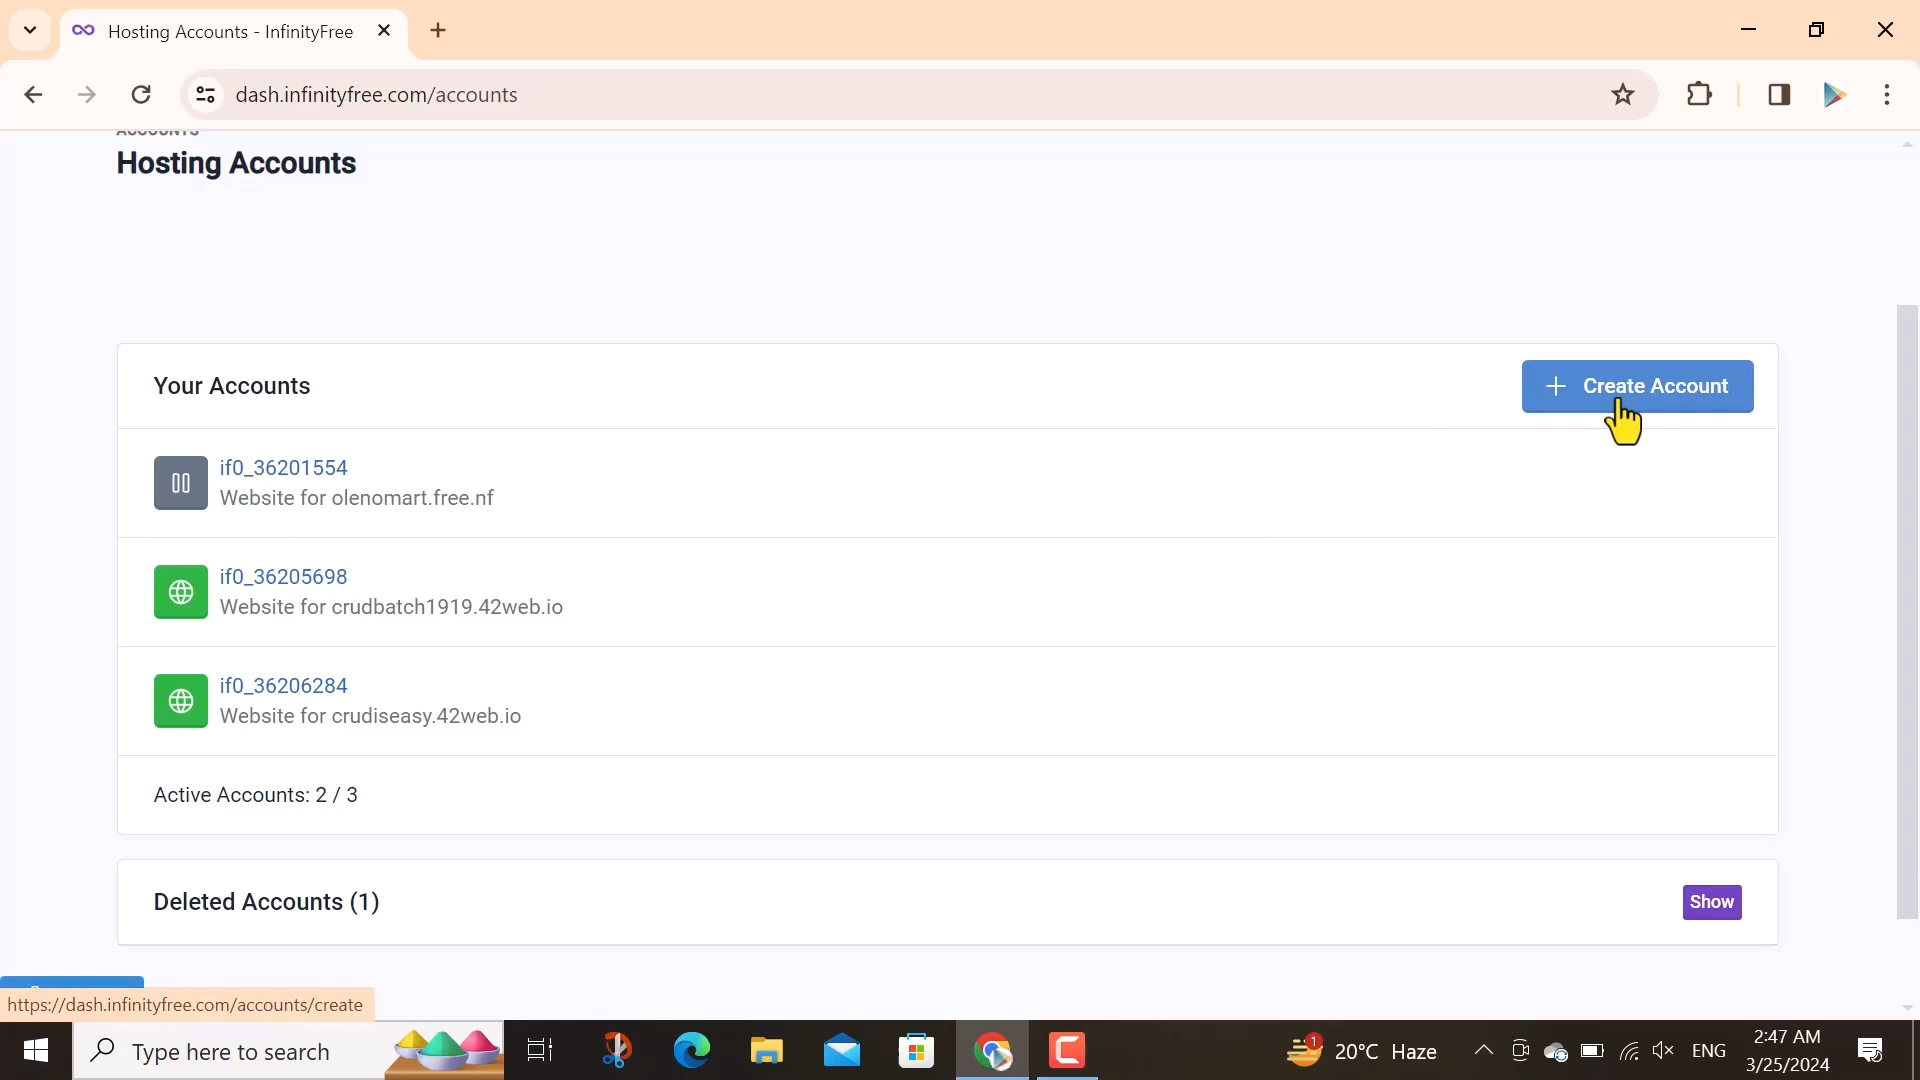 Hosting Accounts - InfinityFree
dash.infinityfree.com/accounts
ACCOUNTS
Hosting Accounts
Your Accounts
Create Account
if0_36201554
Website for olenomart.free.nf
if0_36205698
Website for crudbatch1919.42web.io
if0_36206284
Website for crudiseasy.42web.io
Active Accounts: 2 / 3
Deleted Accounts (1)
Show
https://dash.infinityfree.com/accounts/create
Type here to search
1
20°C Haze
ENG
2:47 AM
3/25/2024